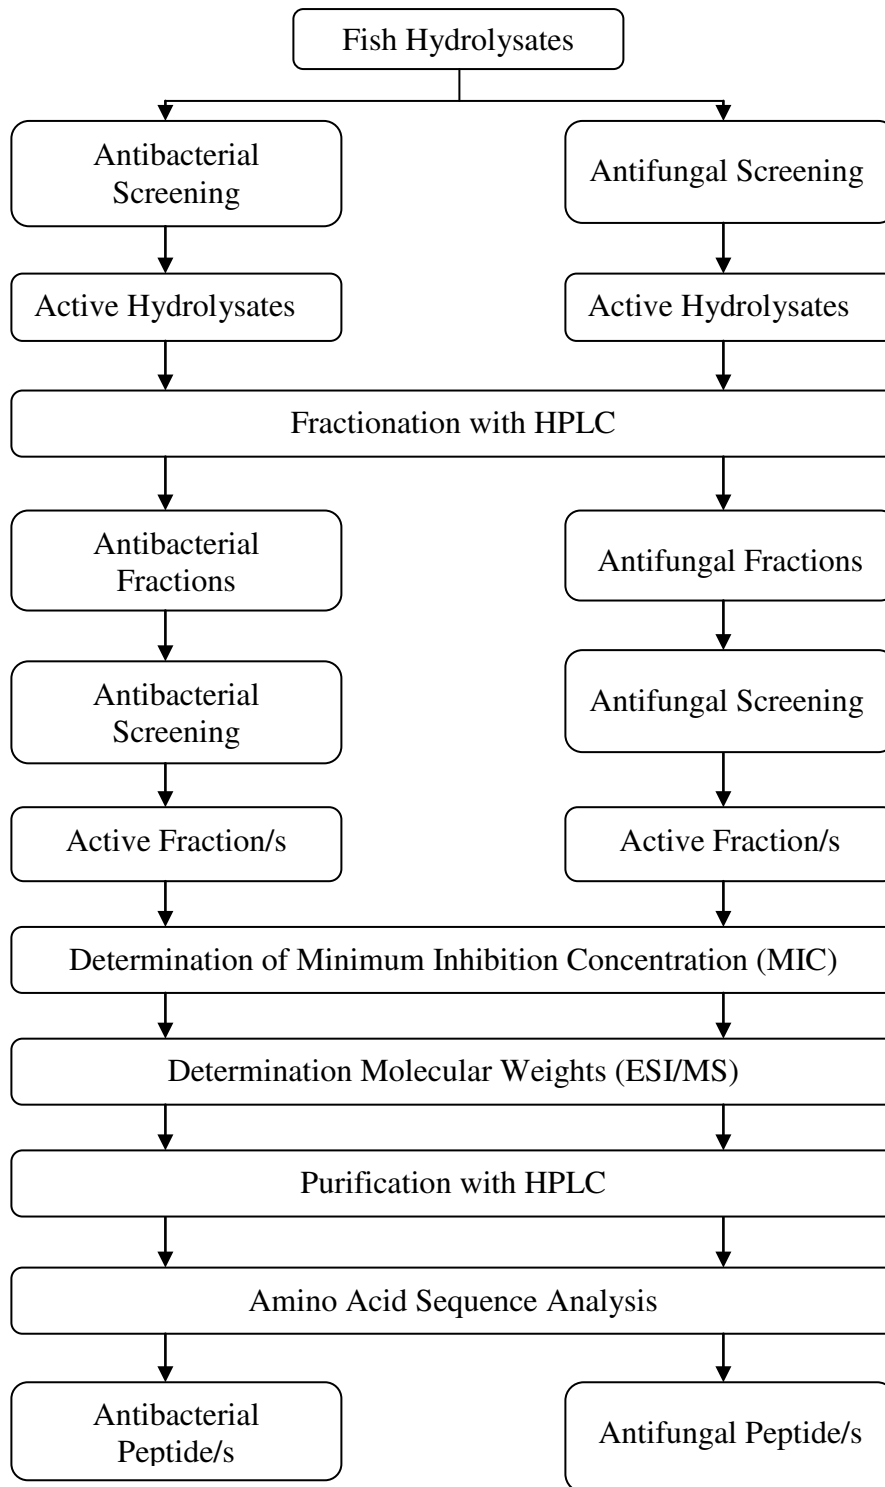 Fish Hydrolysates
Antibacterial
Screening
Antifungal Screening
Active Hydrolysates
Active Hydrolysates
Fractionation with HPLC
Antibacterial
Fractions
Antifungal Fractions
Antibacterial
Screening
Antifungal Screening
Active Fraction/s
Active Fraction/s
Determination of Minimum Inhibition Concentration (MIC)
Determination Molecular Weights (ESI/MS)
Purification with HPLC
Amino Acid Sequence Analysis
Antibacterial
Peptide/s
Antifungal Peptide/s